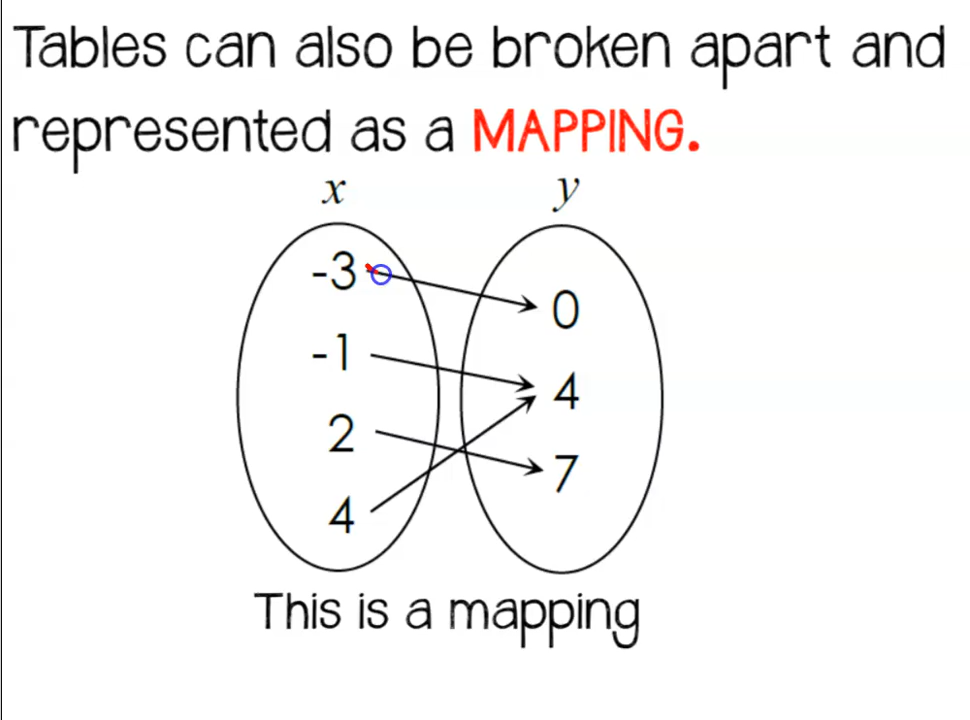 Tables can also be broken apart and
represented as a MAPPING.
x y
-3
0
-1
4
2
7
4
This is a mapping